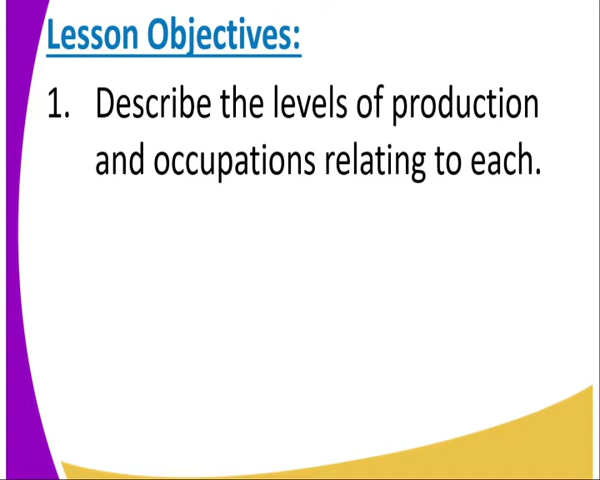 Lesson Objectives:
1. Describe the levels of production
and occupations relating to each.